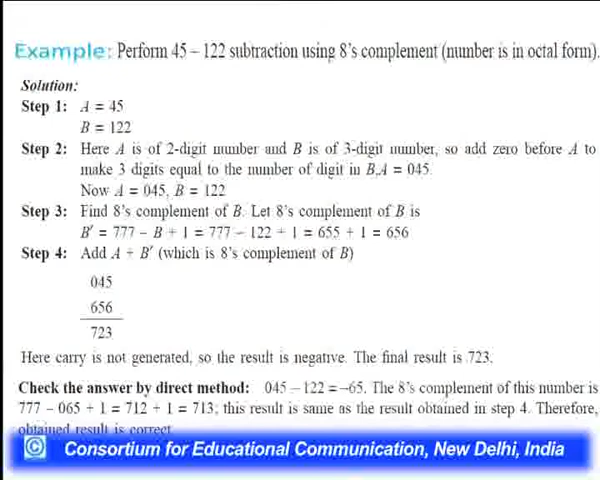 Example: Perform 45 – 122 subtraction using 8's complement (number is in octal form).
Solution:
Step 1: A = 45
B = 122
Step 2: Here A is of 2-digit number and B is of 3-digit number, so add zero before A to
make 3 digits equal to the number of digit in B.A = 045.
Now A = 045, B = 122
Step 3: Find 8's complement of B. Let 8's complement of B is
B′ = 777 – B + 1 = 777 – 122 + 1 = 655 + 1 = 656
Step 4: Add A + B′ (which is 8's complement of B)
045
656
723
Here carry is not generated, so the result is negative. The final result is 723.
Check the answer by direct method: 045 – 122 = –65. The 8's complement of this number is
777 – 065 + 1 = 712 + 1 = 713; this result is same as the result obtained in step 4. Therefore,
obtained result is correct
© Consortium for Educational Communication, New Delhi, India